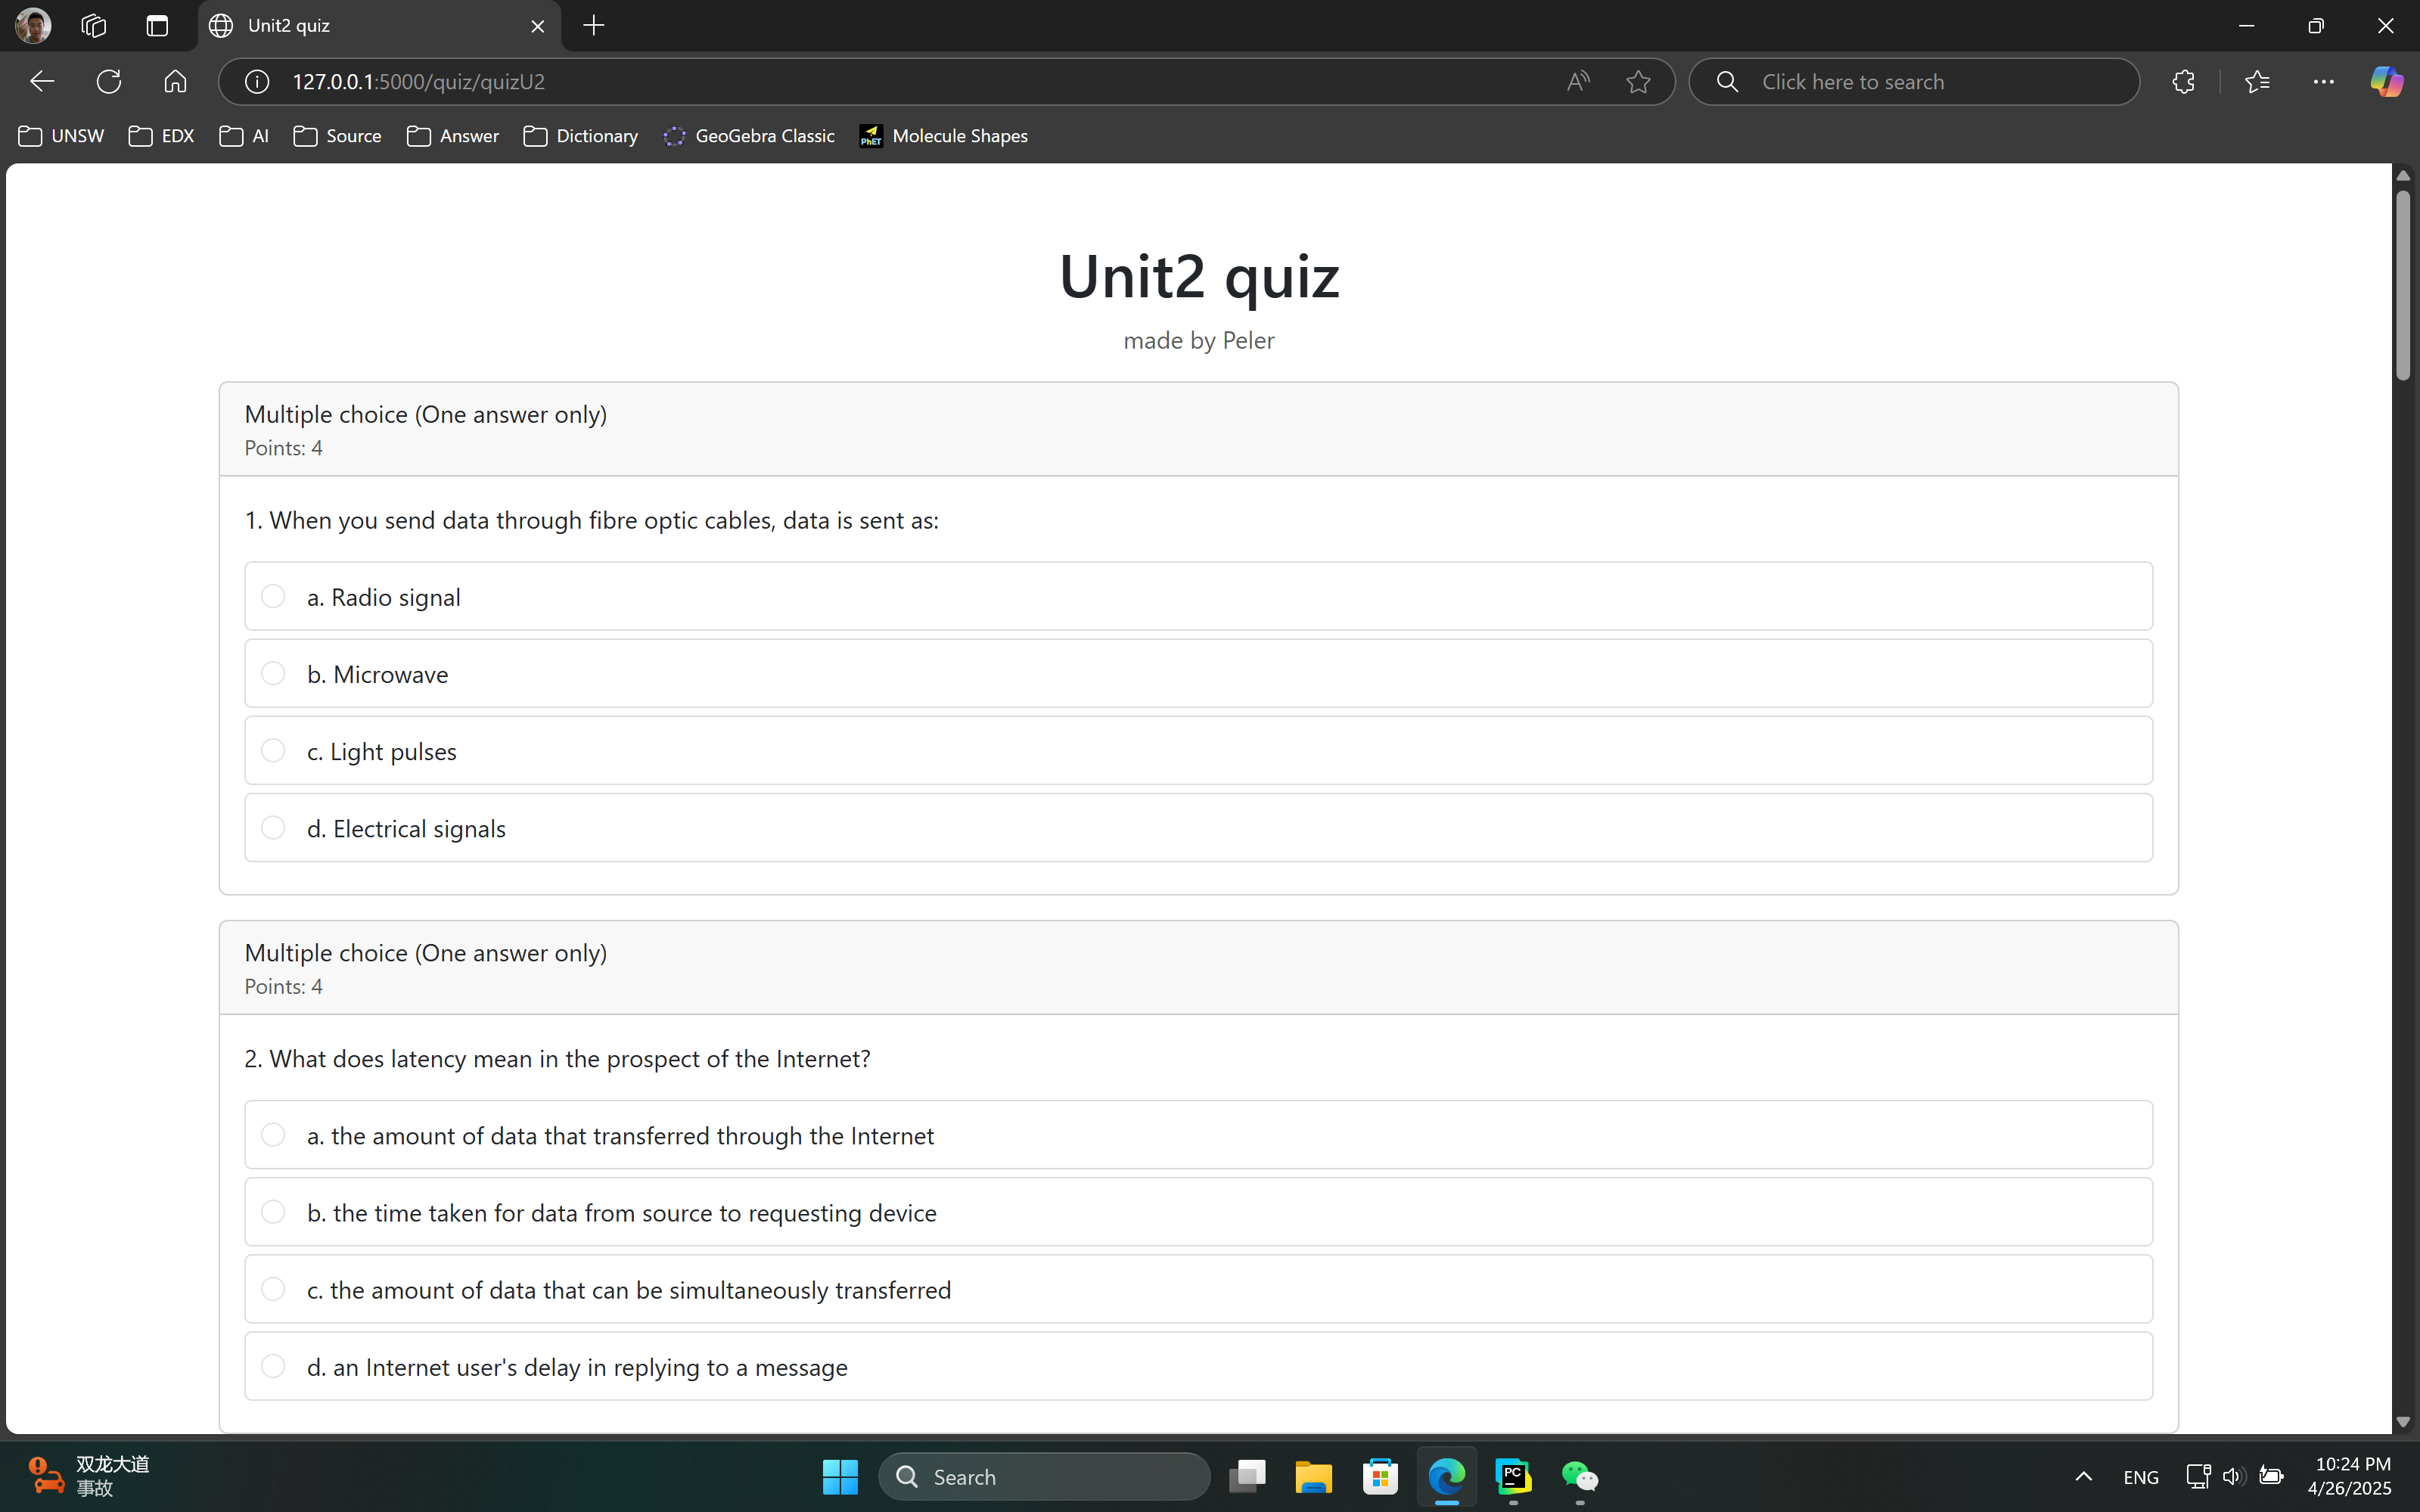 Unit2 quiz
127.0.0.1:5000/quiz/quizU2
Click here to search
UNSW
EDX
AI
Source
Answer
Dictionary
GeoGebra Classic
PhET
Molecule Shapes
Unit2 quiz
made by Peler
Multiple choice (One answer only)
Points: 4
1. When you send data through fibre optic cables, data is sent as:
a. Radio signal
b. Microwave
c. Light pulses
d. Electrical signals
Multiple choice (One answer only)
Points: 4
2. What does latency mean in the prospect of the Internet?
a. the amount of data that transferred through the Internet
b. the time taken for data from source to requesting device
c. the amount of data that can be simultaneously transferred
d. an Internet user's delay in replying to a message
双龙大道
事故
Search
PC
ENG
10:24 PM
4/26/2025